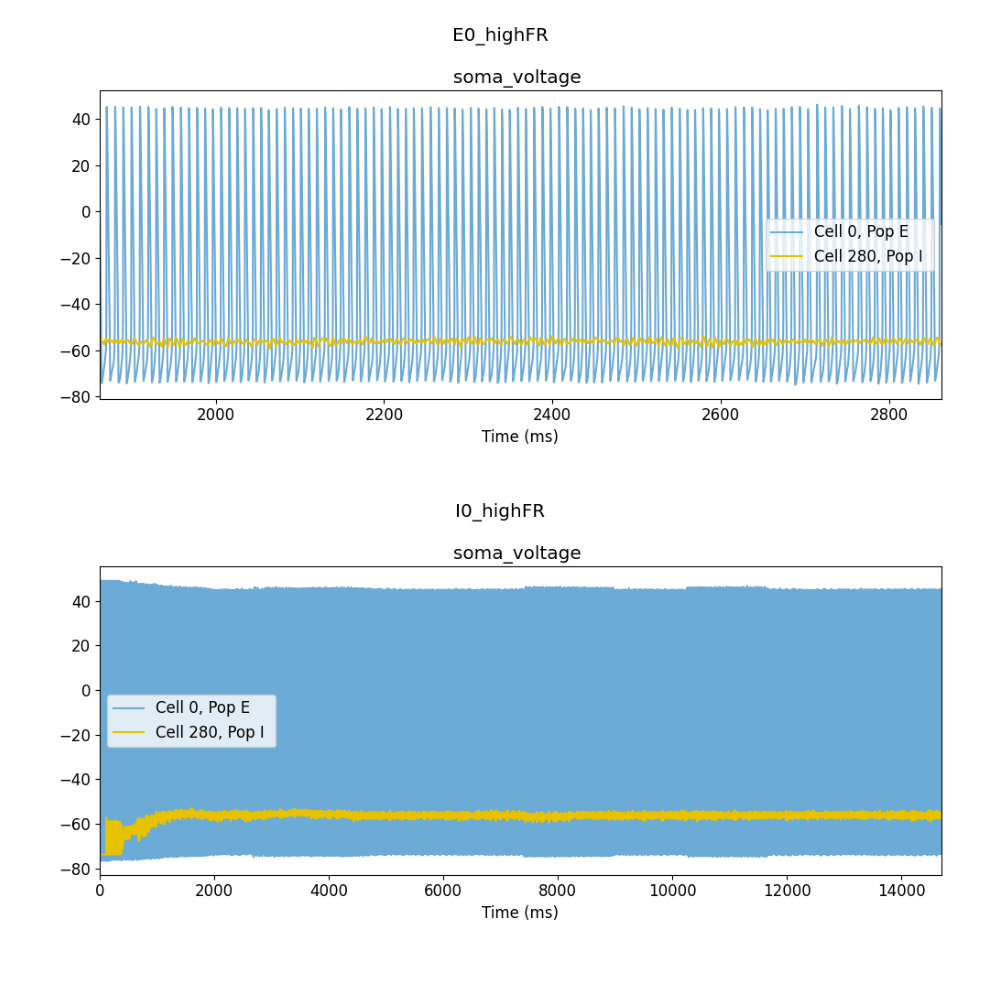 E0_highFR
soma_voltage
40
20
0
−20
−40
−60
−80
Cell 0, Pop E
Cell 280, Pop I
2000 2200 2400 2600 2800
Time (ms)
I0_highFR
soma_voltage
40
20
0
−20
−40
−60
−80
Cell 0, Pop E
Cell 280, Pop I
0 2000 4000 6000 8000 10000 12000 14000
Time (ms)